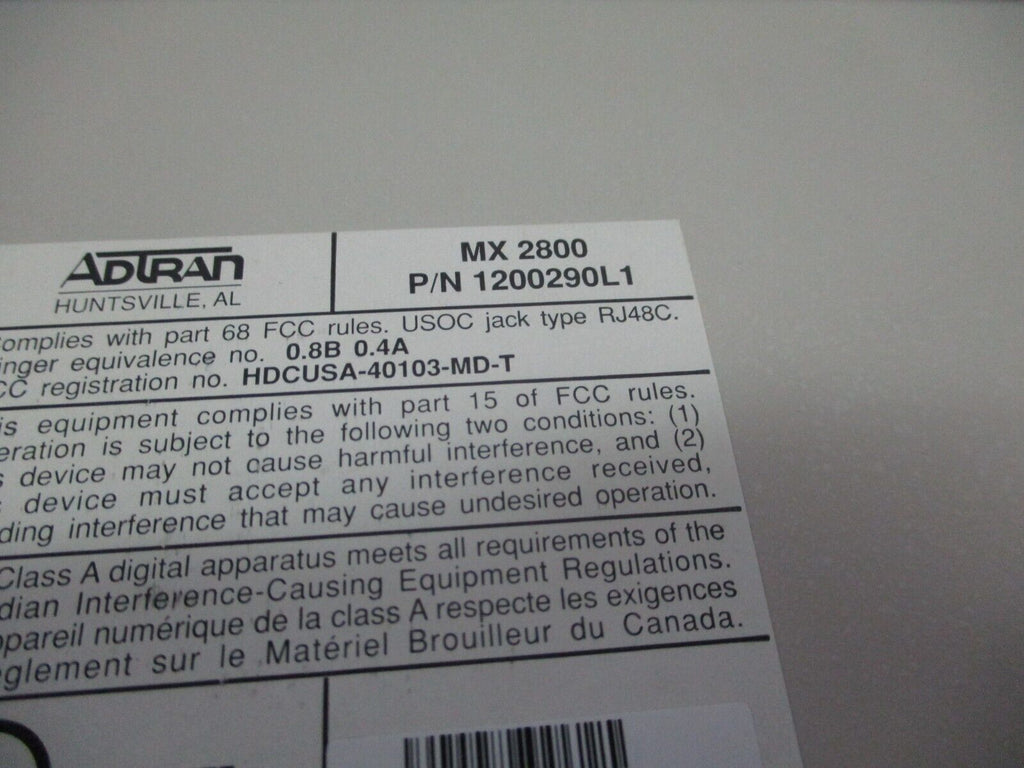 ADTRAN
HUNTSVILLE, AL
MX 2800
P/N 1200290L1
omplies with part 68 FCC rules. USOC jack type RJ48C.
inger equivalence no. 0.8B 0.4A
CC registration no. HDCUSA-40103-MD-T
is equipment complies with part 15 of FCC rules.
eration is subject to the following two conditions: (1)
s device may not cause harmful interference, and (2)
device must accept any interference received,
ding interference that may cause undesired operation.
Class A digital apparatus meets all requirements of the
dian Interference-Causing Equipment Regulations.
ppareil numérique de la class A respecte les exigences
glement sur le Matériel Brouilleur du Canada.